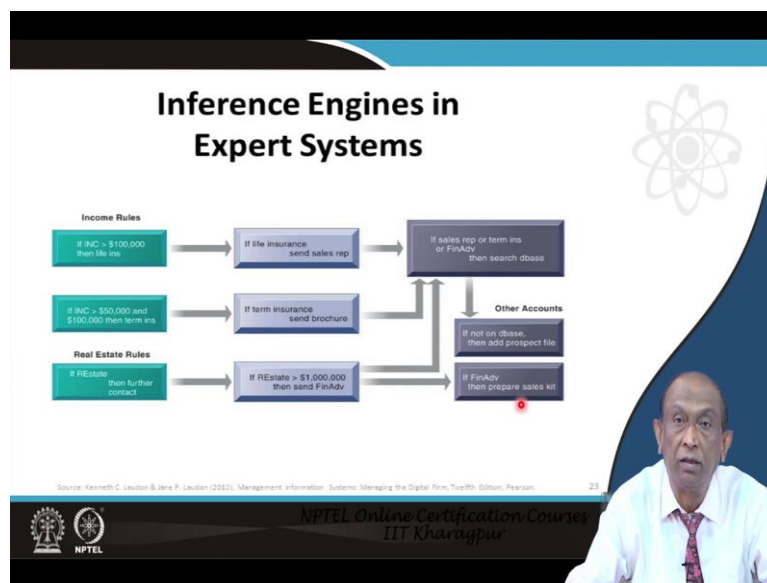 Inference Engines in
Expert Systems
Income Rules
If INC > $100,000
then life ins
If life insurance
send sales rep
If sales rep or term ins
or FinAdv
then search dbase
If INC > $50,000 and
$100,000 then term ins
If term insurance
send brochure
Other Accounts
If not on dbase,
then add prospect file
Real Estate Rules
If REstate
then further
contact
If REstate > $1,000,000
then send FinAdv
If FinAdv
then prepare sales kit
Source: Kenneth C. Laudon & Jane P. Laudon (2012), Management Information Systems: Managing the Digital Firm, Twelfth Edition, Pearson.
23
NPTEL Online Certification Courses
IIT Kharagpur
NPTEL